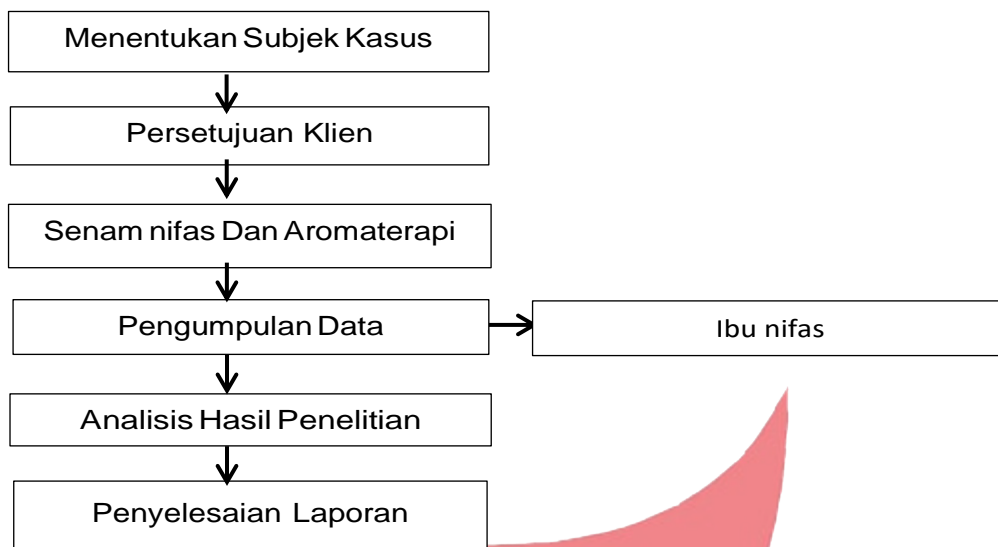 Menentukan Subjek Kasus
Persetujuan Klien
Senam nifas Dan Aromaterapi
Pengumpulan Data
Ibu nifas
Analisis Hasil Penelitian
Penyelesaian Laporan